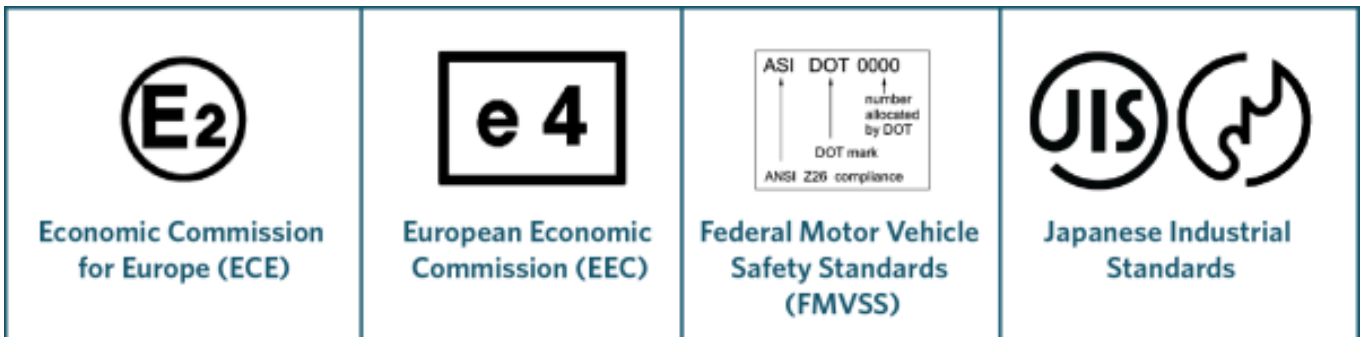 E2
Economic Commission
for Europe (ECE)
e 4
European Economic
Commission (EEC)
ASI DOT 0000
number
allocated
by DOT
DOT mark
ANSI Z26 compliance
Federal Motor Vehicle
Safety Standards
(FMVSS)
JIS
Japanese Industrial
Standards